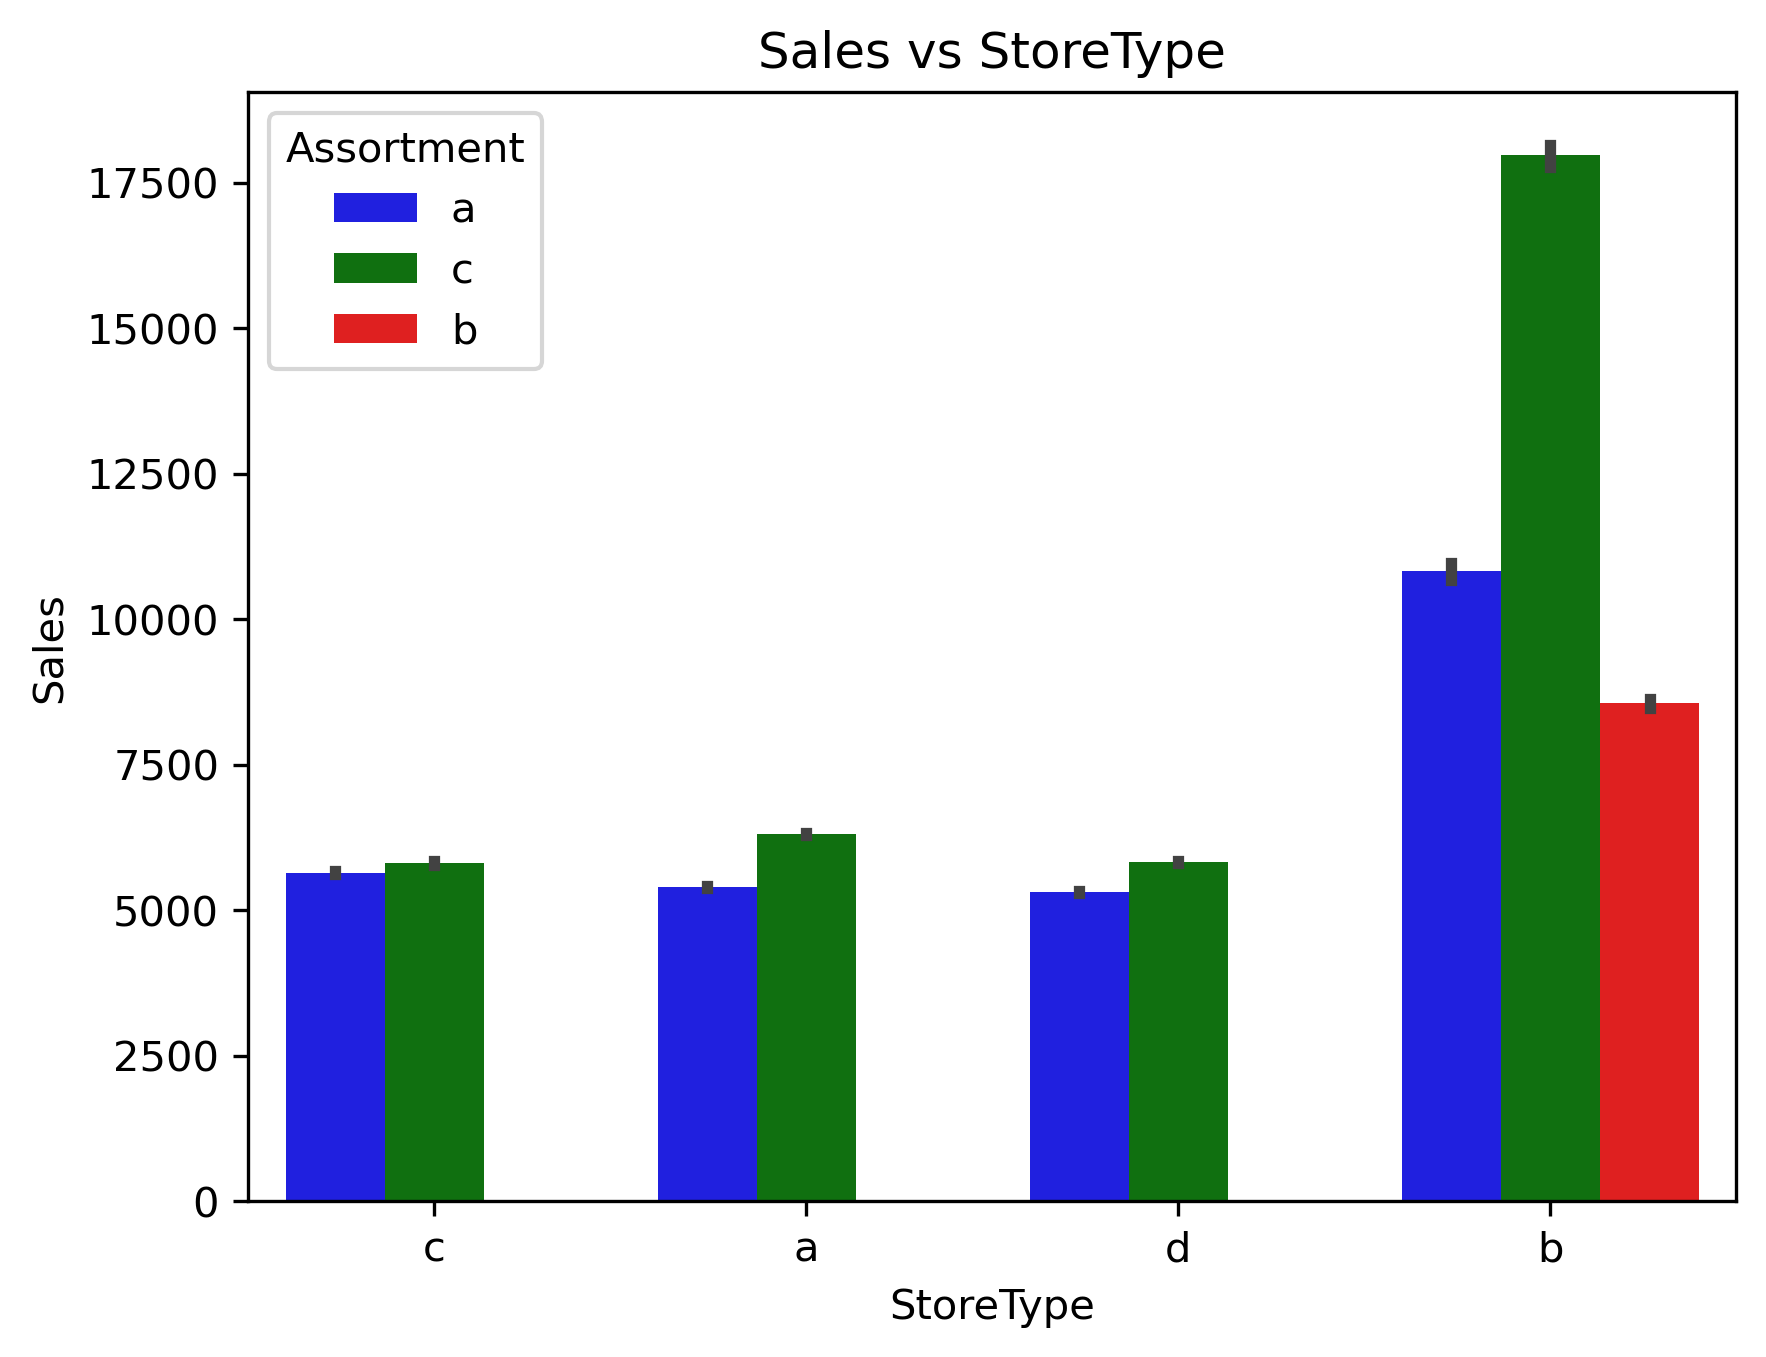 Sales vs StoreType
Assortment
a
c
b
17500
15000
12500
10000
7500
5000
2500
0
Sales
c a d b
StoreType